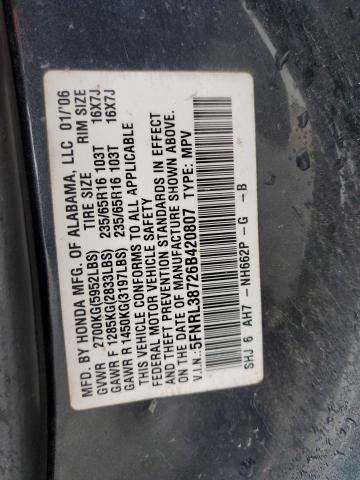 MFD. BY HONDA MFG. OF ALABAMA, LLC 01/'06
TIRE SIZE RIM SIZE
GVWR 2700KG(5952LBS)
GAWR F 1285KG(2833LBS) 235/65R16 103T 16X7J
GAWR R 1450KG(3197LBS) 235/65R16 103T 16X7J
THIS VEHICLE CONFORMS TO ALL APPLICABLE
FEDERAL MOTOR VEHICLE SAFETY
AND THEFT PREVENTION STANDARDS IN EFFECT
ON THE DATE OF MANUFACTURE SHOWN ABOVE.
V.I.N.: 5FNRL38726B420807 TYPE: MPV
SHJ 6 AH7 - NH662P - G - B